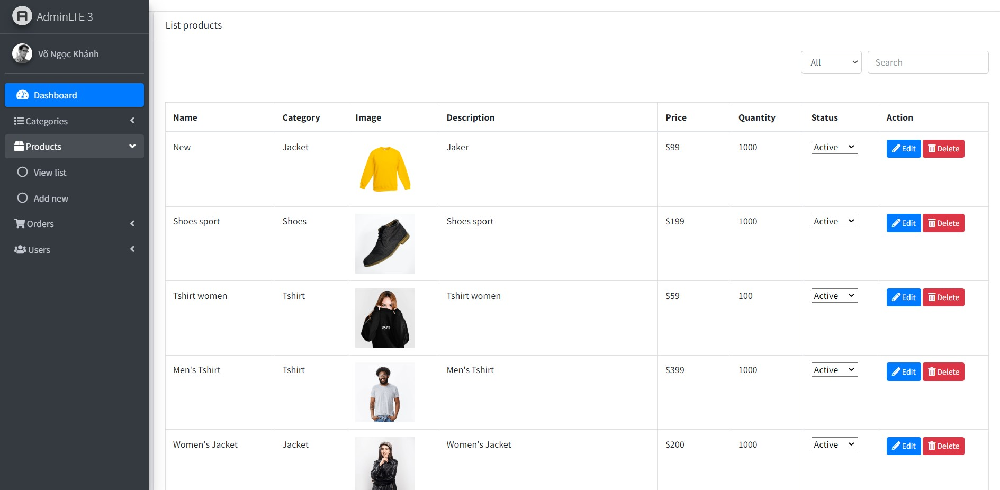 AdminLTE 3
Võ Ngọc Khánh
Dashboard
Categories
Products
View list
Add new
Orders
Users
List products
All Search
Name Category Image Description Price Quantity Status Action
New Jacket Jaker $99 1000 Active Edit Delete
Shoes sport Shoes Shoes sport $199 1000 Active Edit Delete
Tshirt women Tshirt Tshirt women $59 100 Active Edit Delete
Men's Tshirt Tshirt Men's Tshirt $399 1000 Active Edit Delete
Women's Jacket Jacket Women's Jacket $200 1000 Active Edit Delete